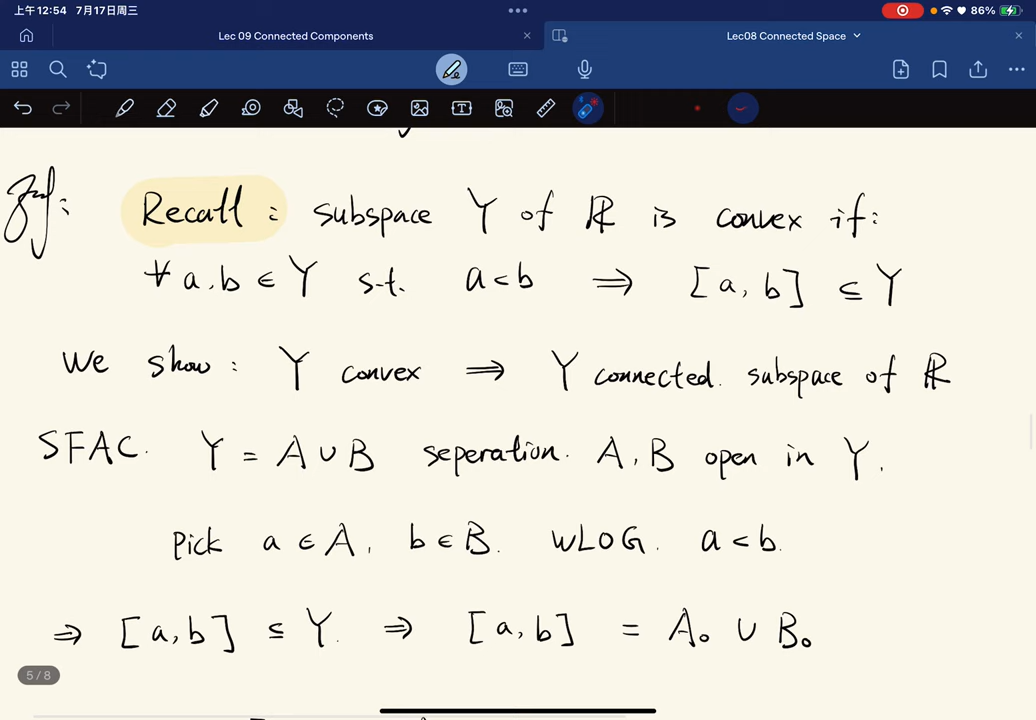 上午12:54 7月17日周三
86%
Lec 09 Connected Components
Lec08 Connected Space
Recall : subspace Y of ℝ is convex if:
∀ a, b ∈ Y s.t. a < b ⟹ [a, b] ⊆ Y
We show : Y convex ⟹ Y connected. subspace of ℝ
SFAC. Y = A ∪ B seperation. A, B open in Y.
Pick a ∈ A, b ∈ B. WLOG. a < b.
⇒ [a, b] ⊆ Y. ⇒ [a, b] = A₀ ∪ B₀
5/8